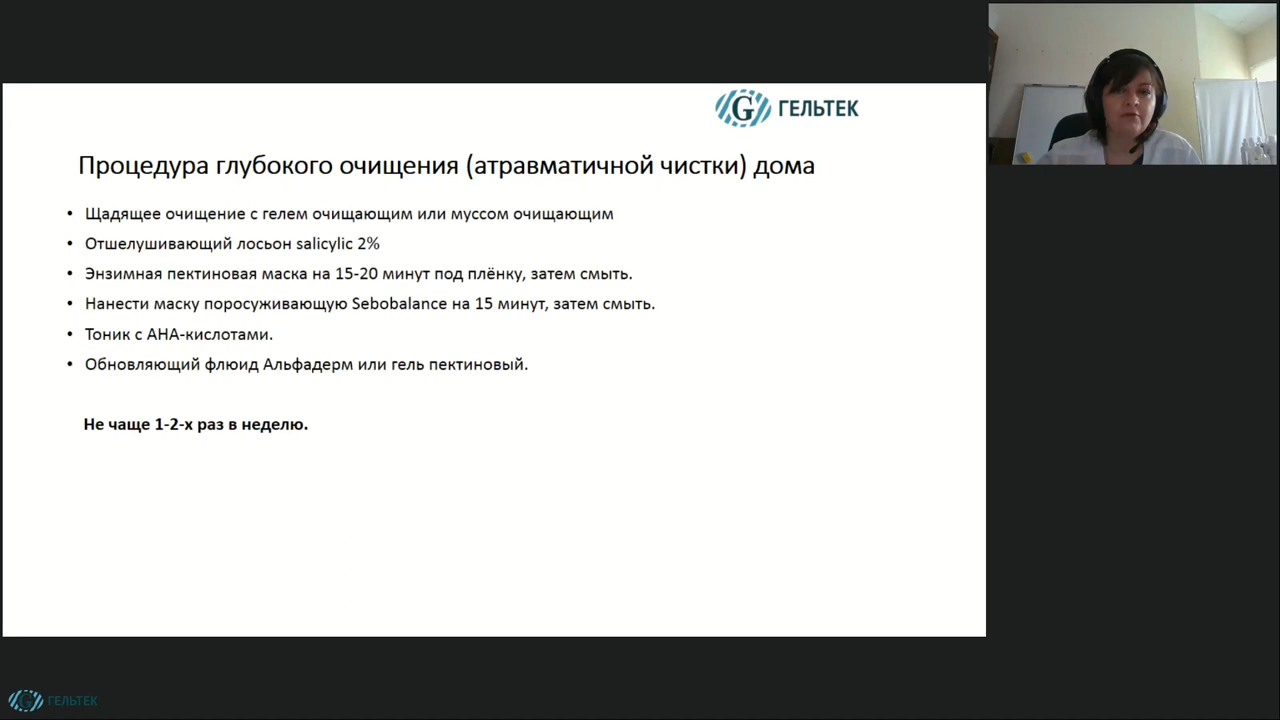 ГЕЛЬТЕК
Процедура глубокого очищения (атравматичной чистки) дома
• Щадящее очищение с гелем очищающим или муссом очищающим
• Отшелушивающий лосьон salicylic 2%
• Энзимная пектиновая маска на 15-20 минут под плёнку, затем смыть.
• Нанести маску поросуживающую Sebobalance на 15 минут, затем смыть.
• Тоник с АНА-кислотами.
• Обновляющий флюид Альфадерм или гель пектиновый.
Не чаще 1-2-х раз в неделю.
ГЕЛЬТЕК